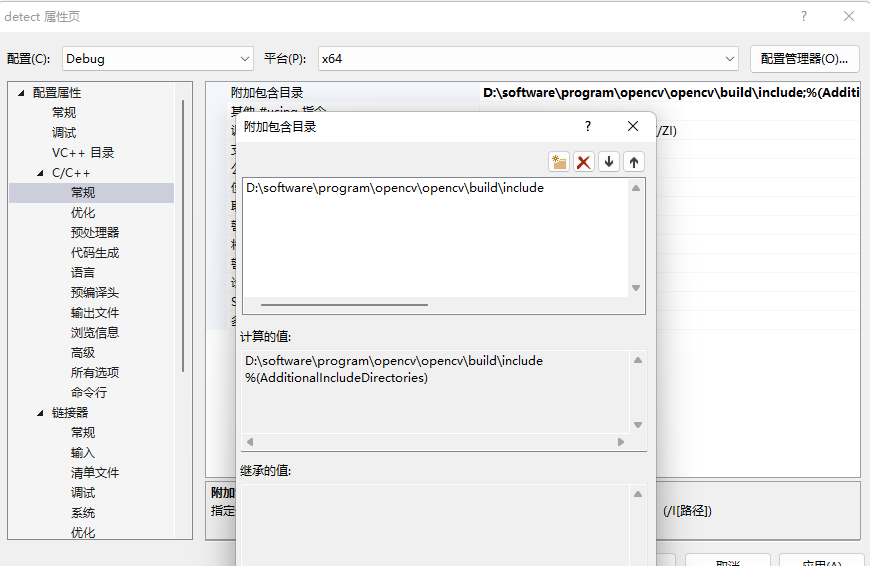 detect 属性页
配置(C):
Debug
平台(P):
x64
配置管理器(O)...
配置属性
常规
调试
VC++ 目录
C/C++
常规
优化
预处理器
代码生成
语言
预编译头
输出文件
浏览信息
高级
所有选项
命令行
链接器
常规
输入
清单文件
调试
系统
优化
附加包含目录
D:\software\program\opencv\opencv\build\include;%(Additi
其他 #using 指令
/ZI)
附加包含目录
D:\software\program\opencv\opencv\build\include
计算的值:
D:\software\program\opencv\opencv\build\include
%(AdditionalIncludeDirectories)
继承的值:
附加
指定
(/I[路径])
取消
应用(A)